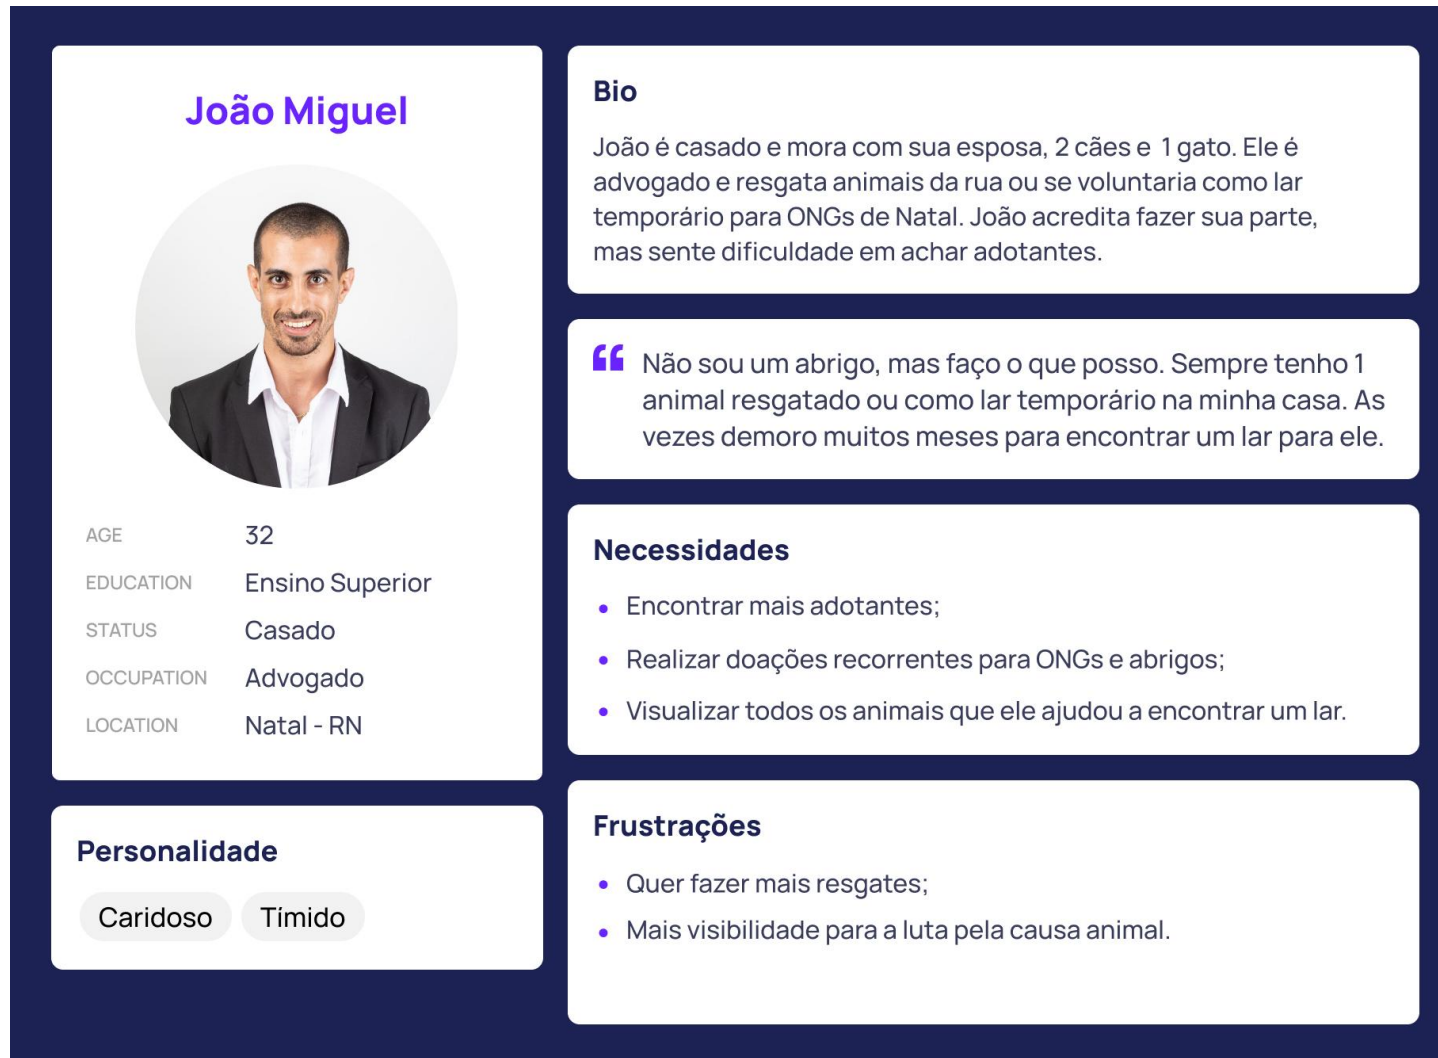 João Miguel
AGE 32
EDUCATION Ensino Superior
STATUS Casado
OCCUPATION Advogado
LOCATION Natal - RN
Personalidade
Caridoso Tímido
Bio
João é casado e mora com sua esposa, 2 cães e 1 gato. Ele é
advogado e resgata animais da rua ou se voluntaria como lar
temporário para ONGs de Natal. João acredita fazer sua parte,
mas sente dificuldade em achar adotantes.
“ Não sou um abrigo, mas faço o que posso. Sempre tenho 1
animal resgatado ou como lar temporário na minha casa. As
vezes demoro muitos meses para encontrar um lar para ele.
Necessidades
• Encontrar mais adotantes;
• Realizar doações recorrentes para ONGs e abrigos;
• Visualizar todos os animais que ele ajudou a encontrar um lar.
Frustrações
• Quer fazer mais resgates;
• Mais visibilidade para a luta pela causa animal.